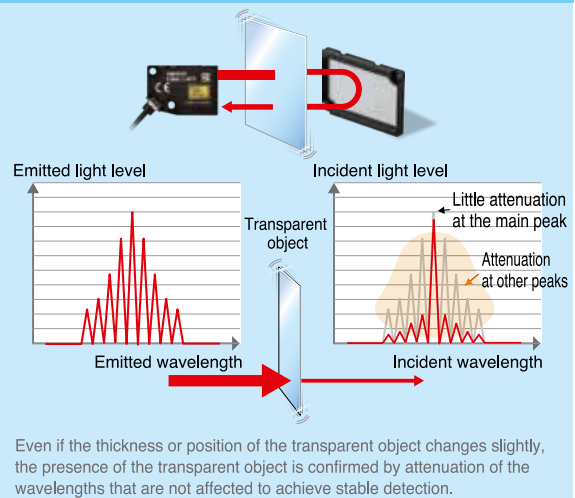 Emitted light level
Incident light level
Little attenuation
at the main peak
Transparent
object
Attenuation
at other peaks
Emitted wavelength
Incident wavelength
Even if the thickness or position of the transparent object changes slightly,
the presence of the transparent object is confirmed by attenuation of the
wavelengths that are not affected to achieve stable detection.